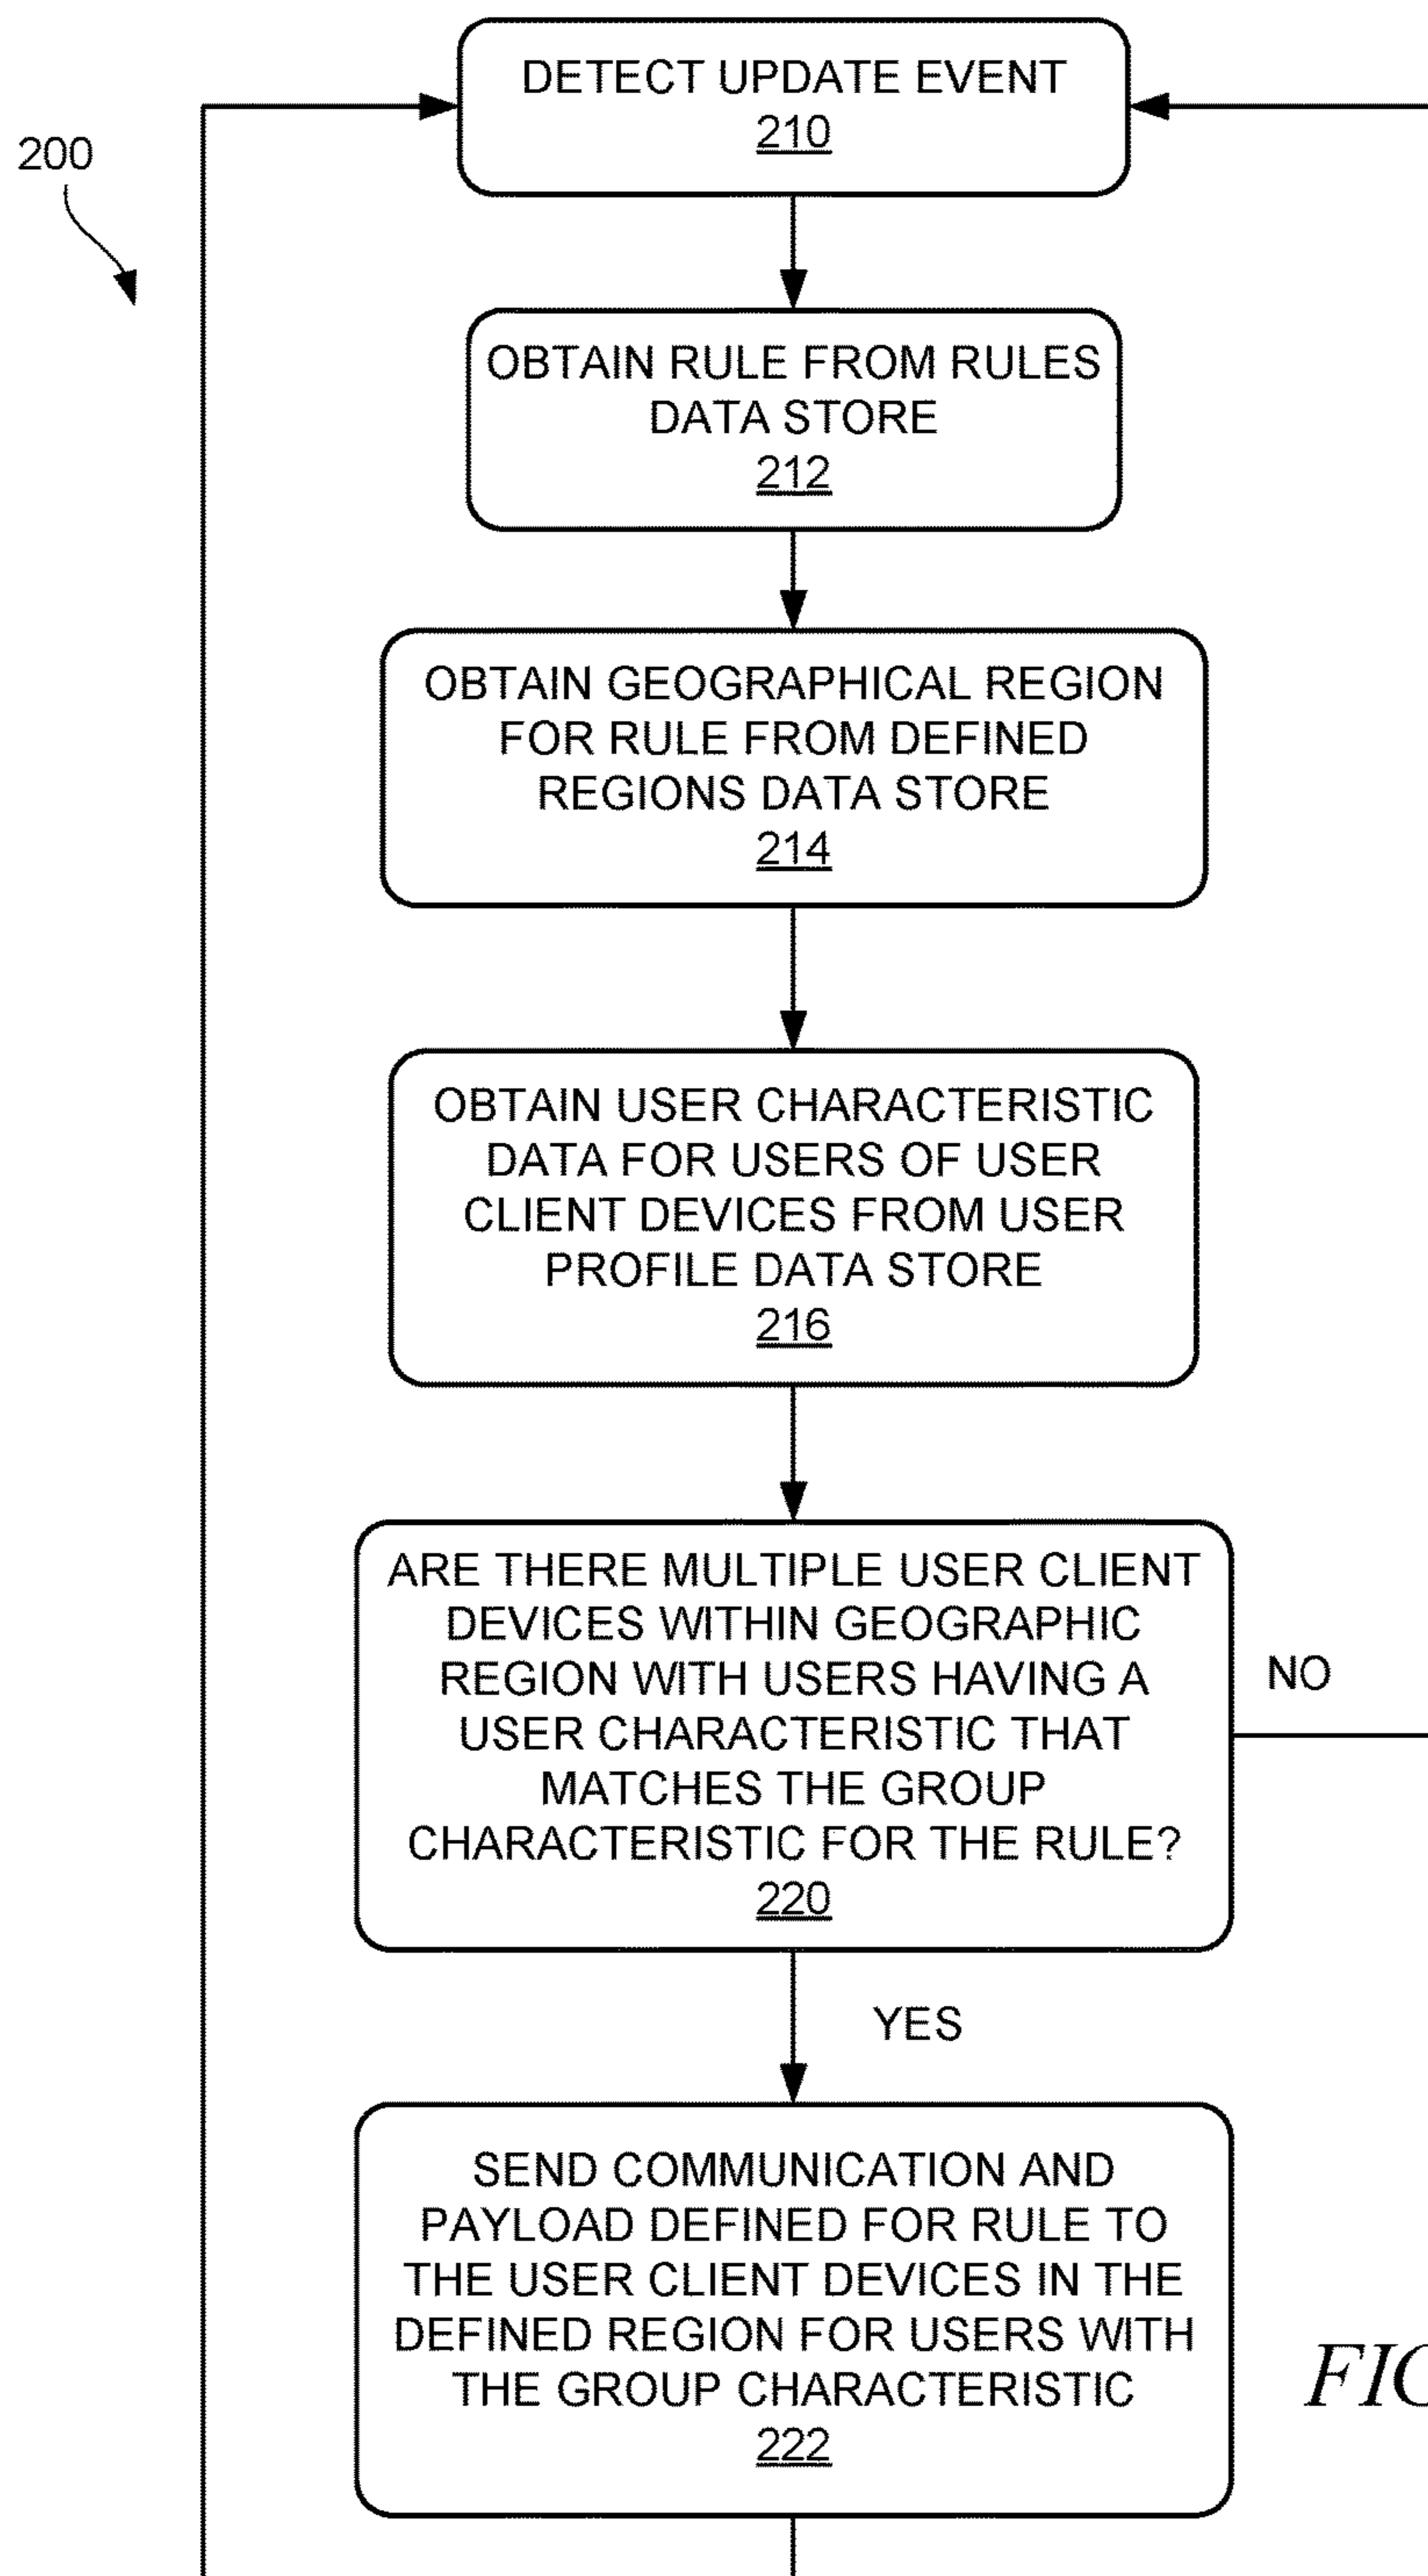 DETECT UPDATE EVENT
210
200
OBTAIN RULE FROM RULES
DATA STORE
212
OBTAIN GEOGRAPHICAL REGION
FOR RULE FROM DEFINED
REGIONS DATA STORE
214
OBTAIN USER CHARACTERISTIC
DATA FOR USERS OF USER
CLIENT DEVICES FROM USER
PROFILE DATA STORE
216
ARE THERE MULTIPLE USER CLIENT
DEVICES WITHIN GEOGRAPHIC
REGION WITH USERS HAVING A
USER CHARACTERISTIC THAT
MATCHES THE GROUP
CHARACTERISTIC FOR THE RULE?
220
NO
YES
SEND COMMUNICATION AND
PAYLOAD DEFINED FOR RULE TO
THE USER CLIENT DEVICES IN THE
DEFINED REGION FOR USERS WITH
THE GROUP CHARACTERISTIC
222